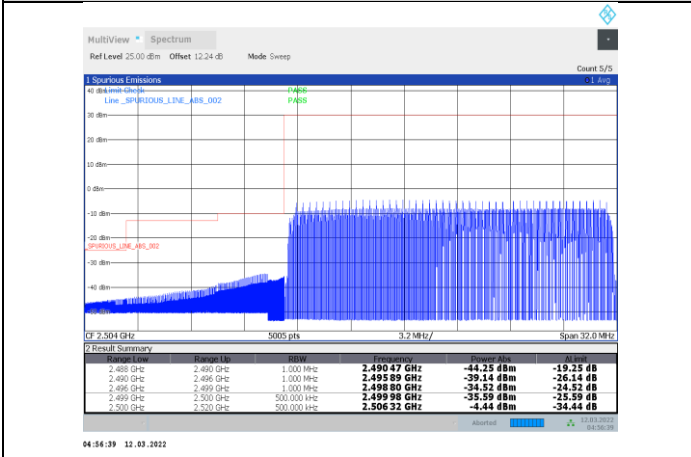 MultiView Spectrum
Ref Level 25.00 dBm Offset 12.24 dB Mode Sweep
Count 5/5
1 Spurious Emissions 1 Avg
40 dBm Limit Check PASS
Line _SPURIOUS_LINE_ABS_002 PASS
30 dBm
20 dBm
10 dBm
0 dBm
-10 dBm
-20 dBm
_SPURIOUS_LINE_ABS_002
-30 dBm
-40 dBm
CF 2.504 GHz 5005 pts 3.2 MHz/ Span 32.0 MHz
2 Result Summary
Range Low Range Up RBW Frequency Power Abs ΔLimit
2.488 GHz 2.490 GHz 1.000 MHz 2.490 47 GHz -44.25 dBm -19.25 dB
2.490 GHz 2.496 GHz 1.000 MHz 2.495 89 GHz -39.14 dBm -26.14 dB
2.496 GHz 2.499 GHz 1.000 MHz 2.498 80 GHz -34.52 dBm -24.52 dB
2.499 GHz 2.500 GHz 500.000 kHz 2.499 98 GHz -35.59 dBm -25.59 dB
2.500 GHz 2.520 GHz 500.000 kHz 2.506 32 GHz -4.44 dBm -34.44 dB
Aborted 12.03.2022
04:56:39
04:56:39 12.03.2022